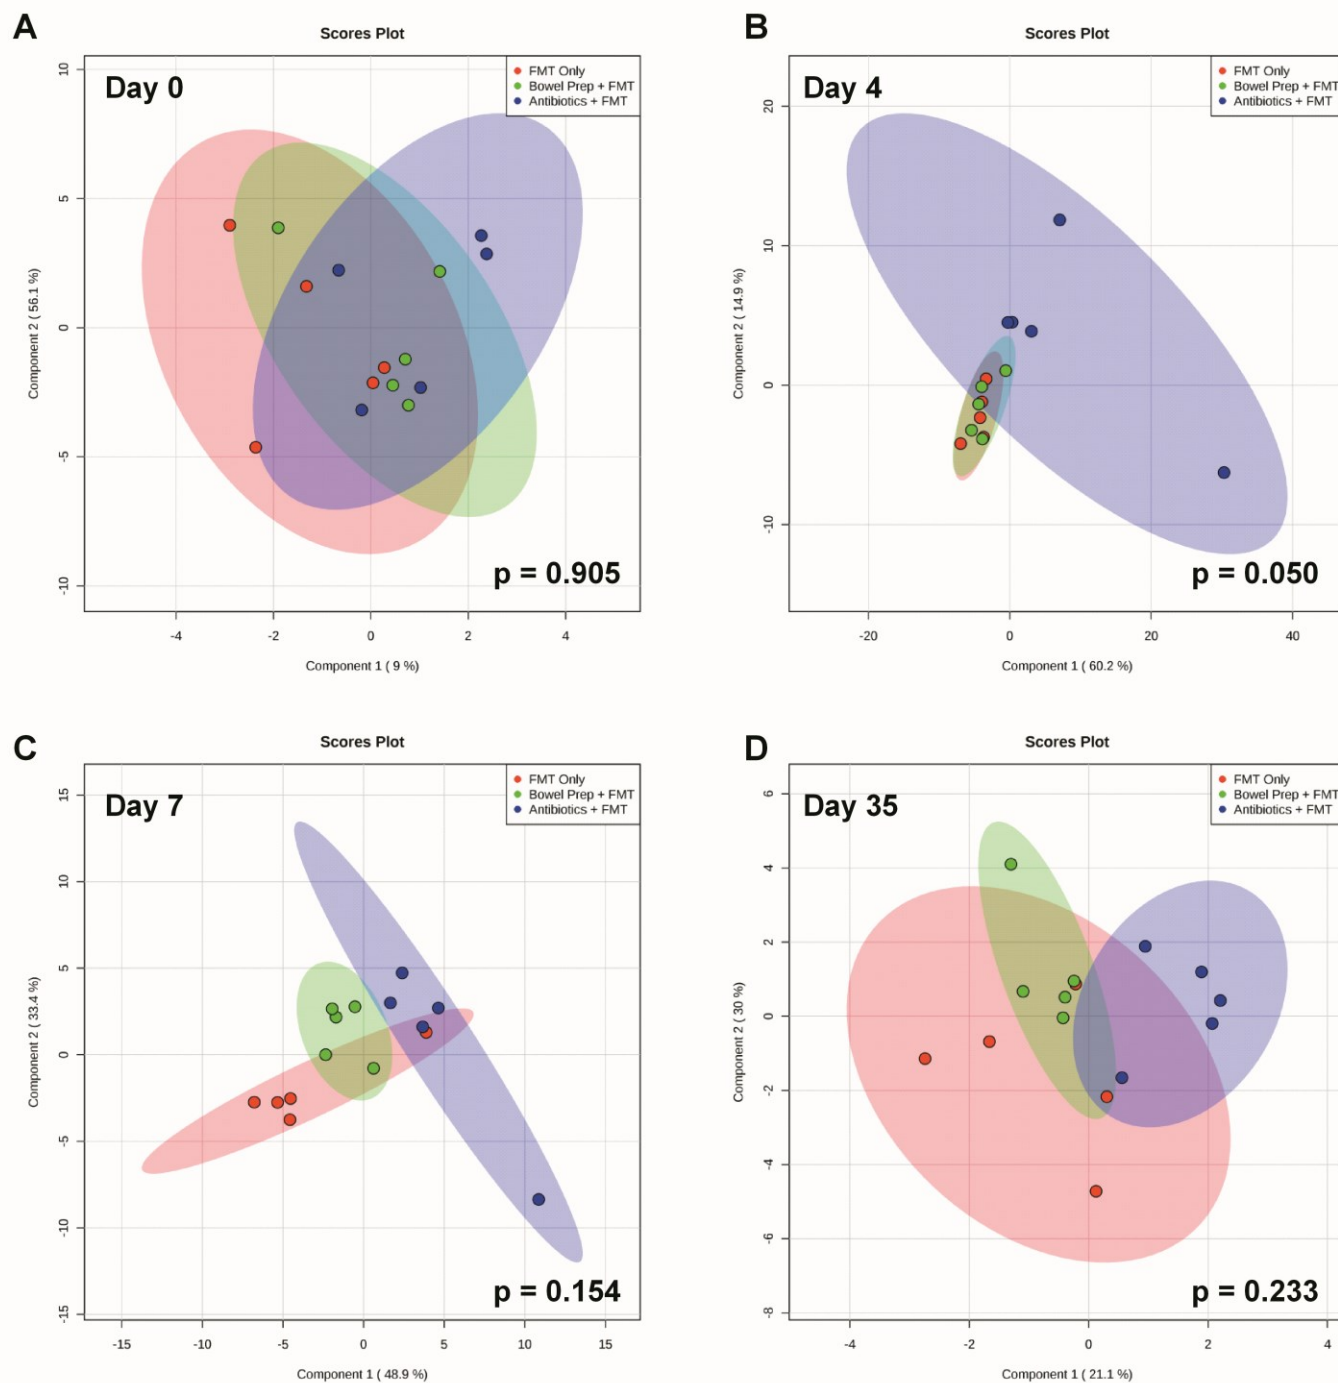 A
Scores Plot
Day 0
FMT Only
Bowel Prep + FMT
Antibiotics + FMT
10
5
0
-5
-10
Component 2 ( 56.1 %)
p = 0.905
-4 -2 0 2 4
Component 1 ( 9 %)
B
Scores Plot
Day 4
FMT Only
Bowel Prep + FMT
Antibiotics + FMT
20
10
0
-10
Component 2 ( 14.9 %)
p = 0.050
-20 0 20 40
Component 1 ( 60.2 %)
C
Scores Plot
Day 7
FMT Only
Bowel Prep + FMT
Antibiotics + FMT
15
10
5
0
-5
-10
-15
Component 2 ( 33.4 %)
p = 0.154
-15 -10 -5 0 5 10 15
Component 1 ( 48.9 %)
D
Scores Plot
Day 35
FMT Only
Bowel Prep + FMT
Antibiotics + FMT
6
4
2
0
-2
-4
-6
-8
Component 2 ( 30 %)
p = 0.233
-4 -2 0 2 4
Component 1 ( 21.1 %)